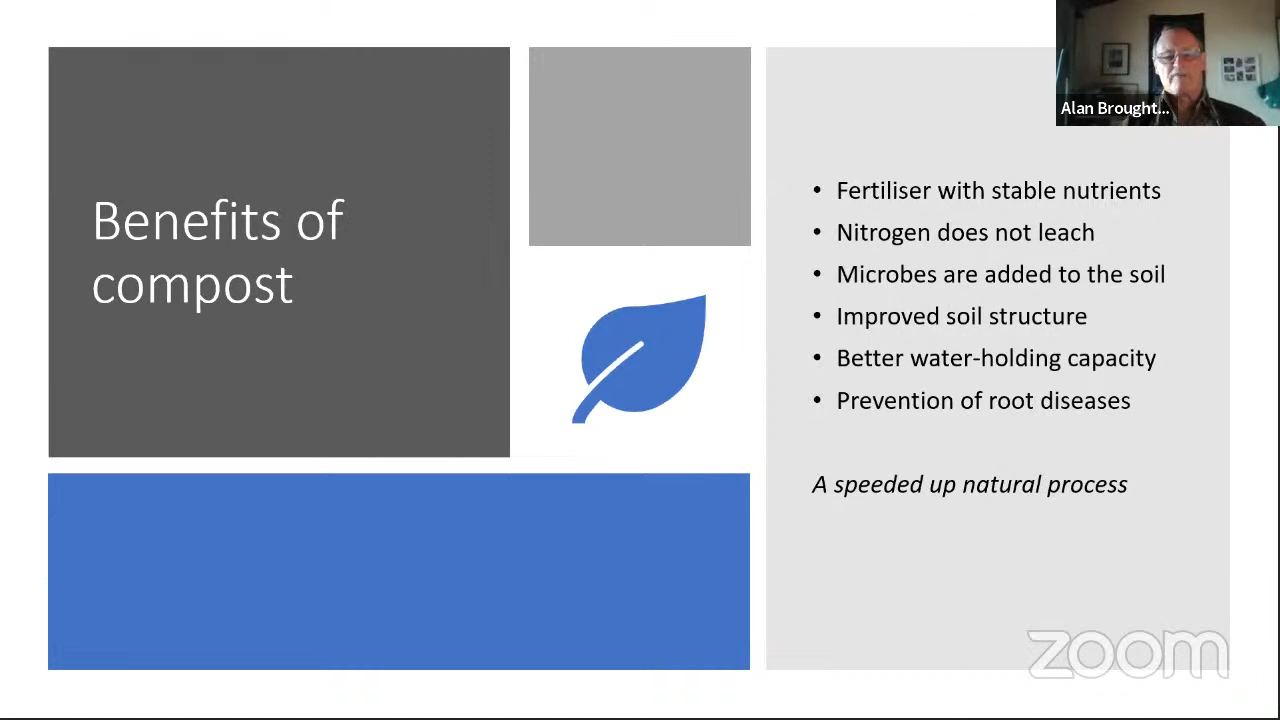 Benefits of
compost
Alan Brought...
• Fertiliser with stable nutrients
• Nitrogen does not leach
• Microbes are added to the soil
• Improved soil structure
• Better water-holding capacity
• Prevention of root diseases
A speeded up natural process
zoom